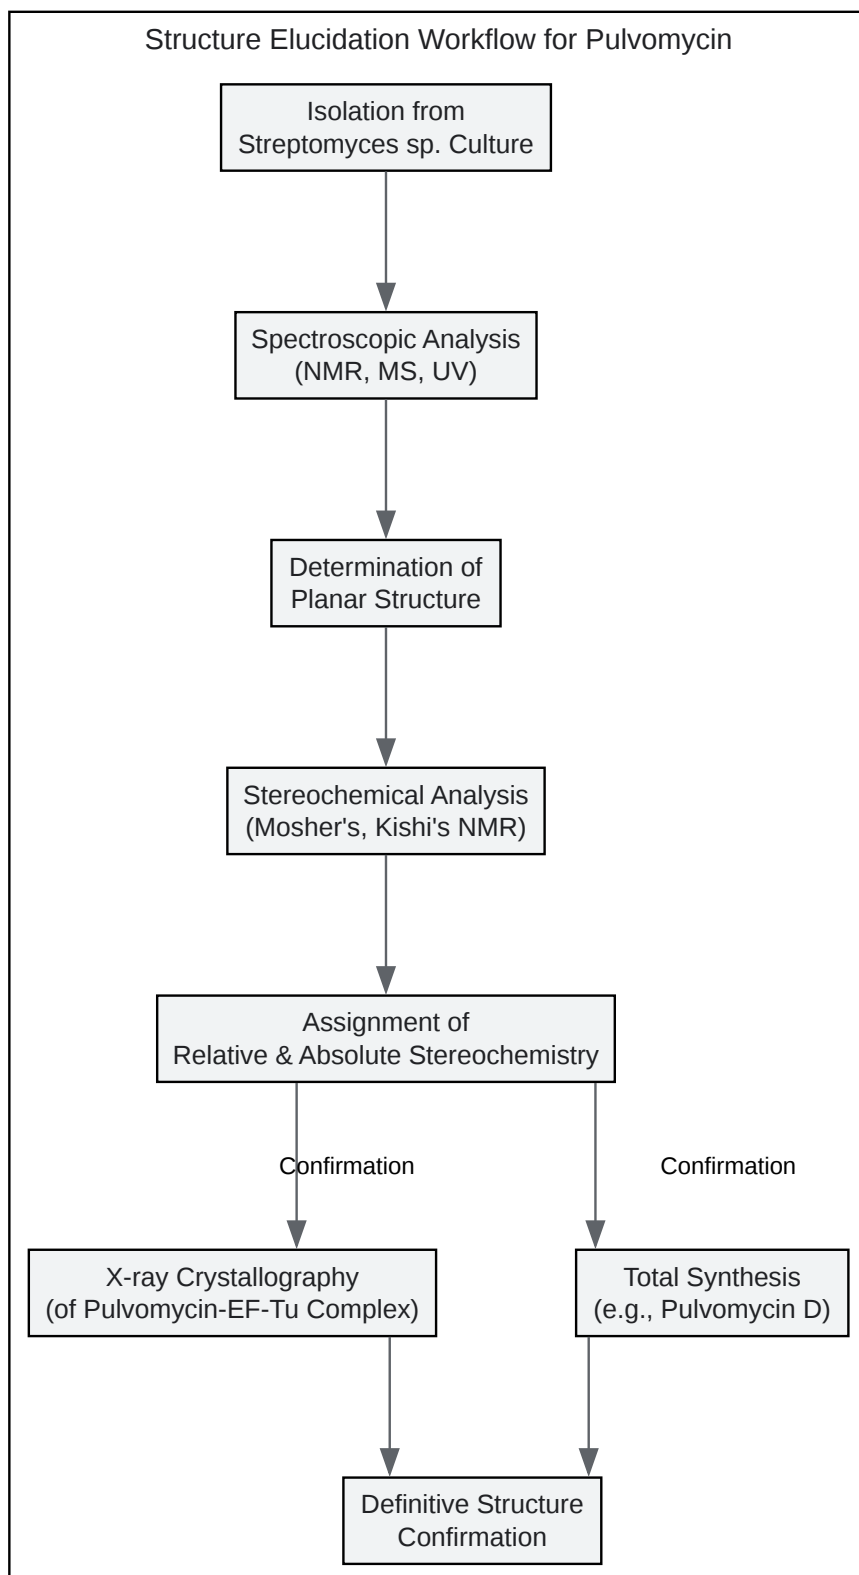 Structure Elucidation Workflow for Pulvomycin
Isolation from
Streptomyces sp. Culture
Spectroscopic Analysis
(NMR, MS, UV)
Determination of
Planar Structure
Stereochemical Analysis
(Mosher's, Kishi's NMR)
Assignment of
Relative & Absolute Stereochemistry
Confirmation
Confirmation
X-ray Crystallography
(of Pulvomycin-EF-Tu Complex)
Total Synthesis
(e.g., Pulvomycin D)
Definitive Structure
Confirmation